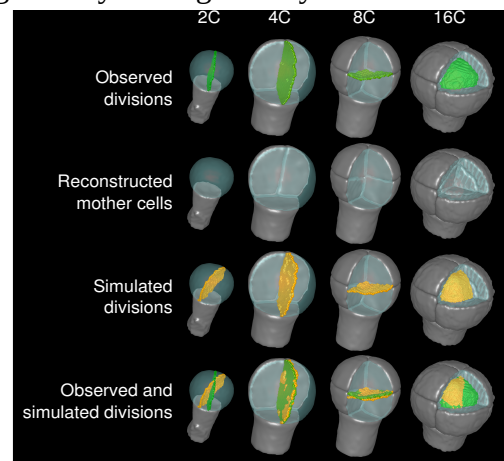 2C 4C 8C 16C
Observed
divisions
Reconstructed
mother cells
Simulated
divisions
Observed and
simulated divisions